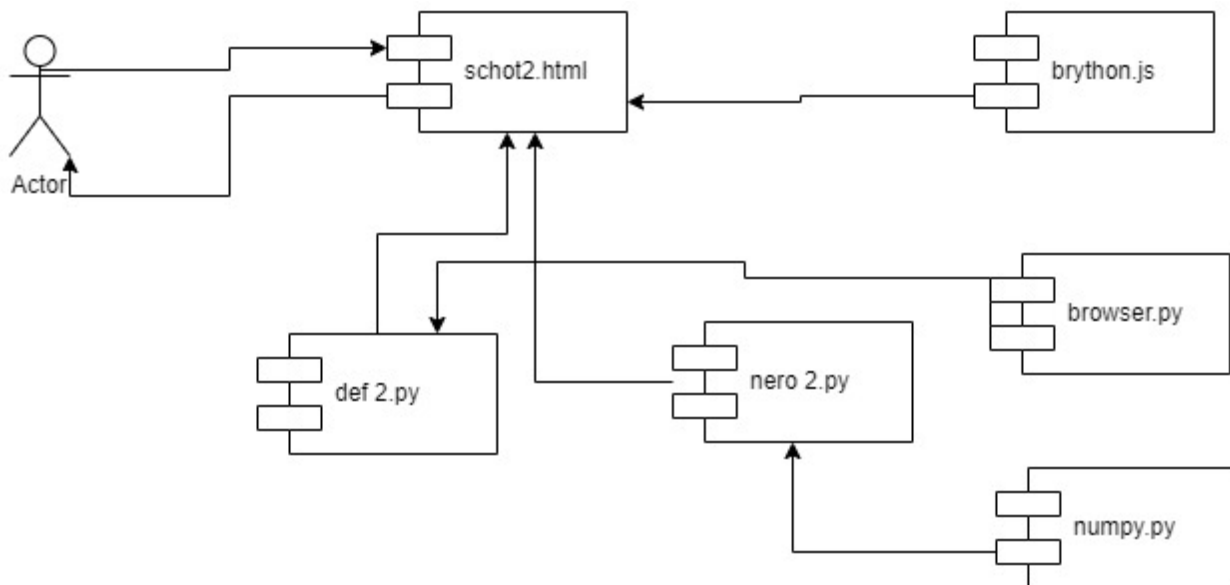 schot2.html
brython.js
Actor
browser.py
def 2.py
nero 2.py
numpy.py